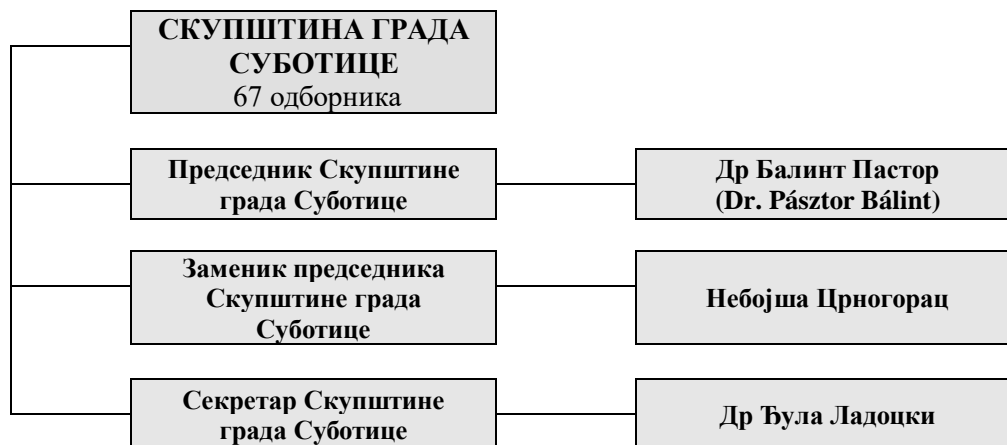 СКУПШТИНА ГРАДА
СУБОТИЦЕ
67 одборника
Председник Скупштине
града Суботице
Др Балинт Пастор
(Dr. Pásztor Bálint)
Заменик председника
Скупштине града
Суботице
Небојша Црногорац
Секретар Скупштине
града Суботице
Др Ђула Ладоцки